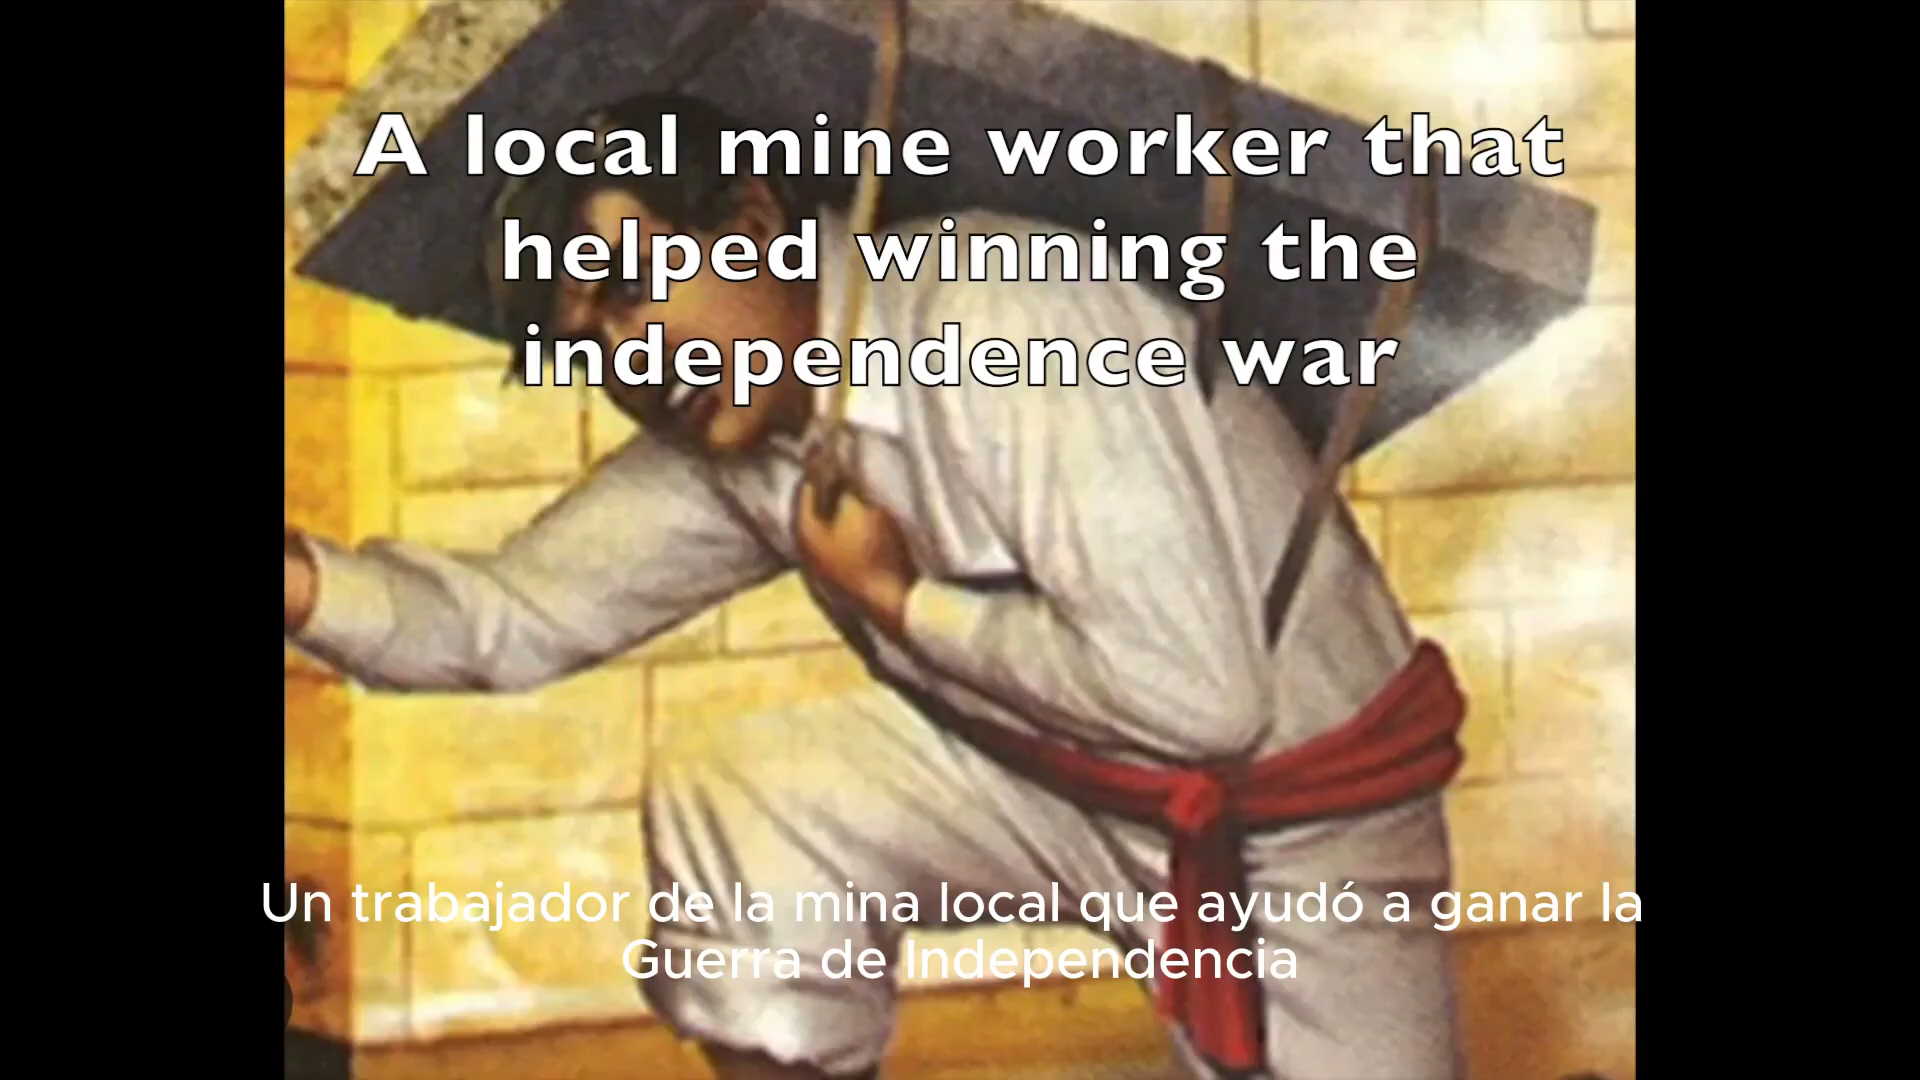 A local mine worker that
helped winning the
independence war
Un trabajador de la mina local que ayudó a ganar la
Guerra de Independencia